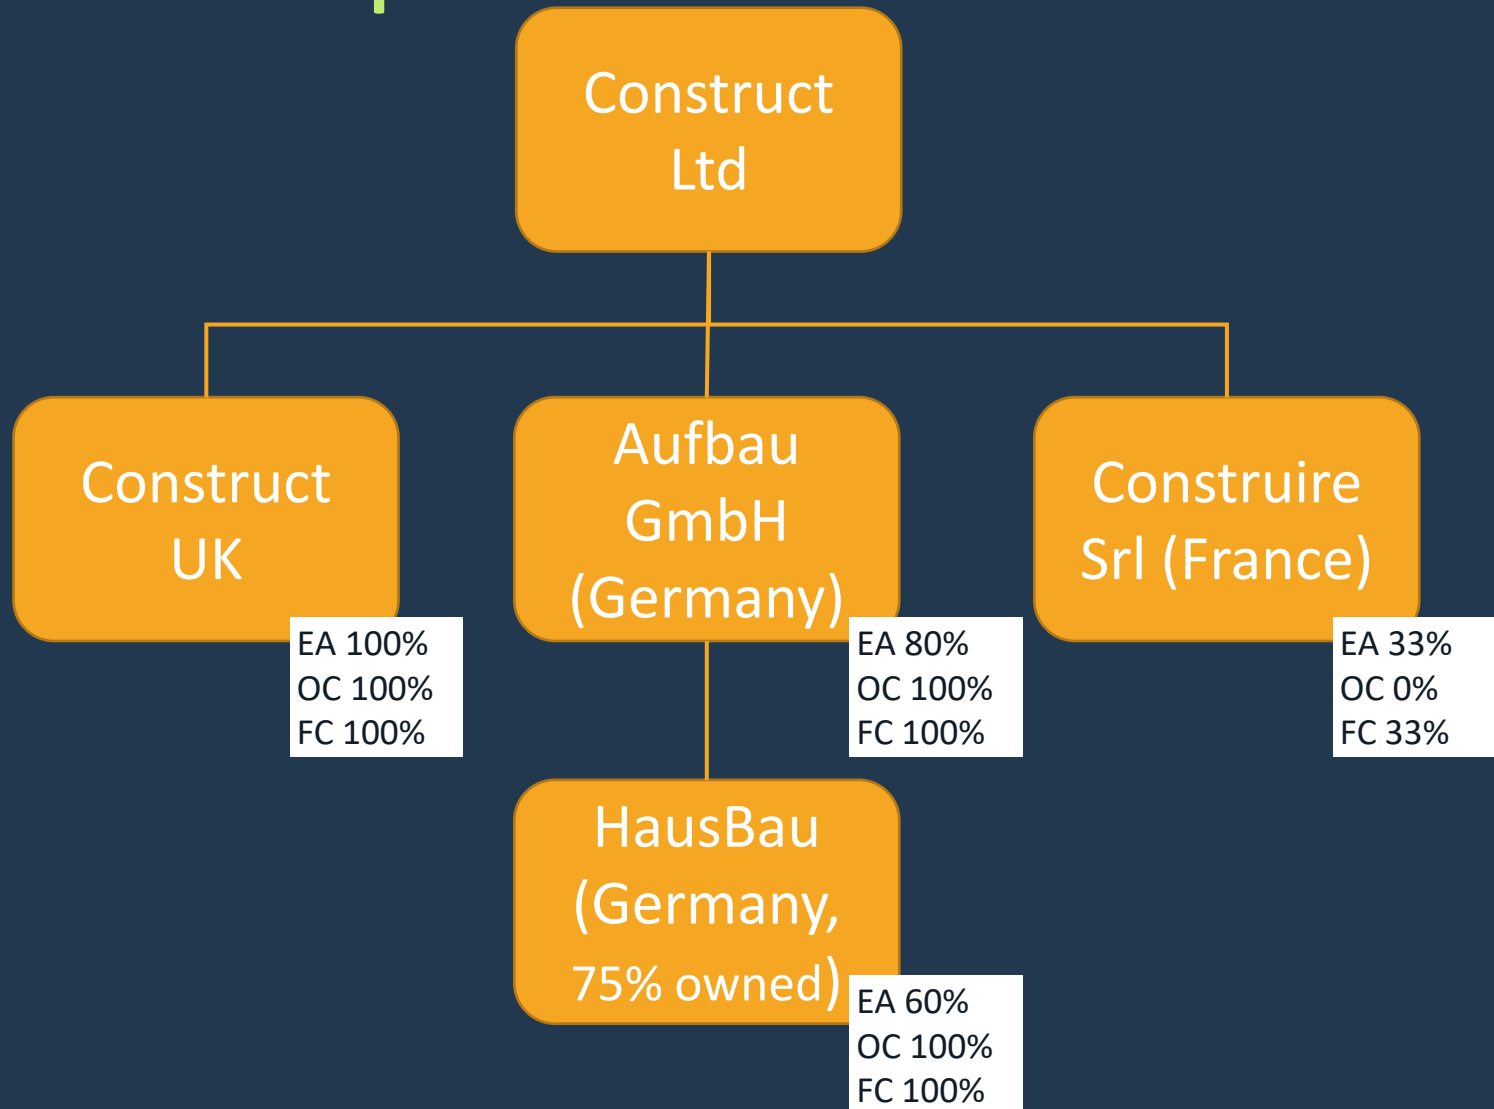 Construct
Ltd
Construct
UK
EA 100%
OC 100%
FC 100%
Aufbau
GmbH
(Germany)
EA 80%
OC 100%
FC 100%
Construire
Srl (France)
EA 33%
OC 0%
FC 33%
HausBau
(Germany,
75% owned)
EA 60%
OC 100%
FC 100%